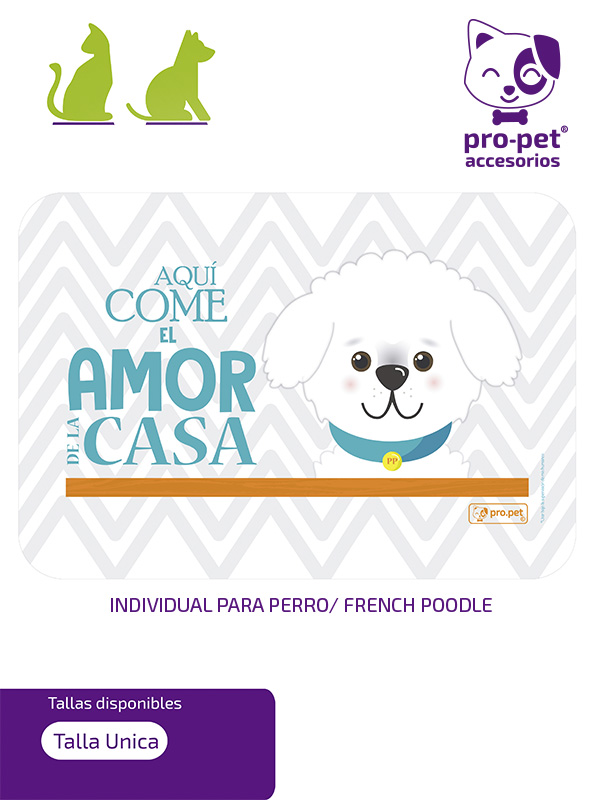 pro-pet®
accesorios
AQUÍ
COME
EL
AMOR
DE LA
CASA
PP
pro.pet
INDIVIDUAL PARA PERRO/ FRENCH POODLE
Tallas disponibles
Talla Unica